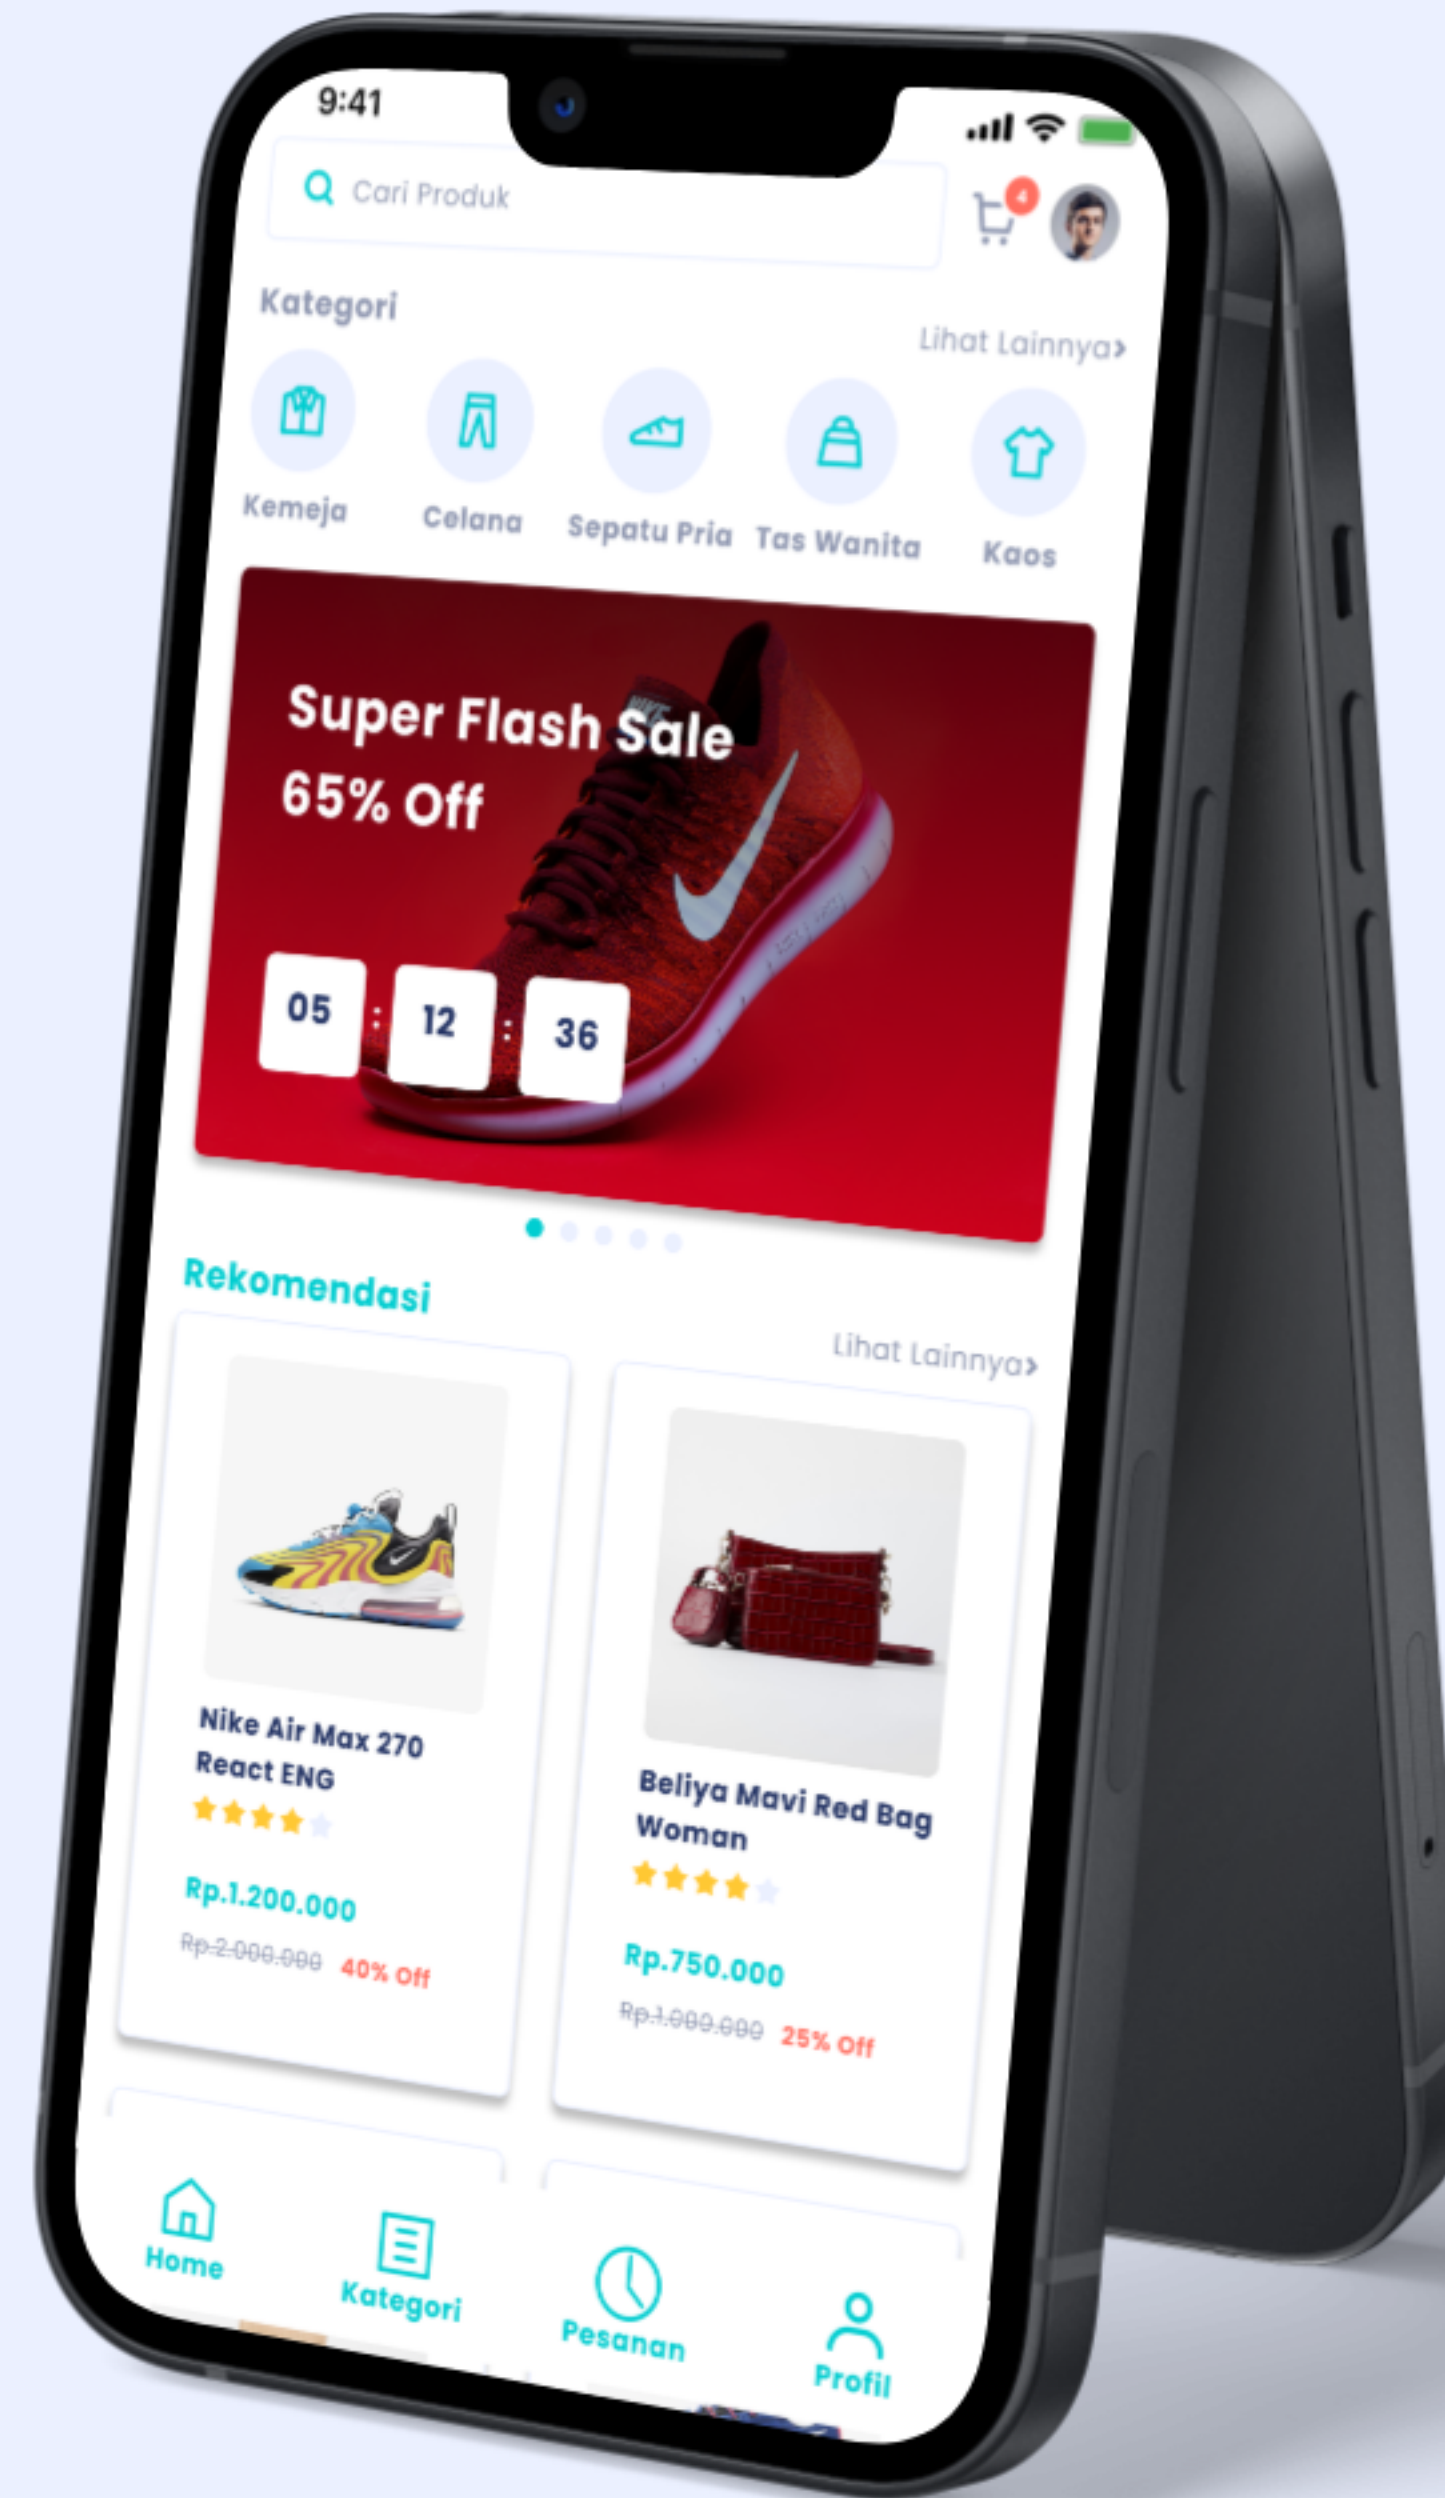 9:41
Cari Produk
4
Kategori
Lihat Lainnya>
Kemeja
Celana
Sepatu Pria
Tas Wanita
Kaos
NIKE
Super Flash Sale
65% Off
05 : 12 : 36
Rekomendasi
Lihat Lainnya>
Nike Air Max 270
React ENG
Rp.1.200.000
Rp.2.000.000 40% Off
Beliya Mavi Red Bag
Woman
Rp.750.000
Rp.1.000.000 25% Off
Home
Kategori
Pesanan
Profil